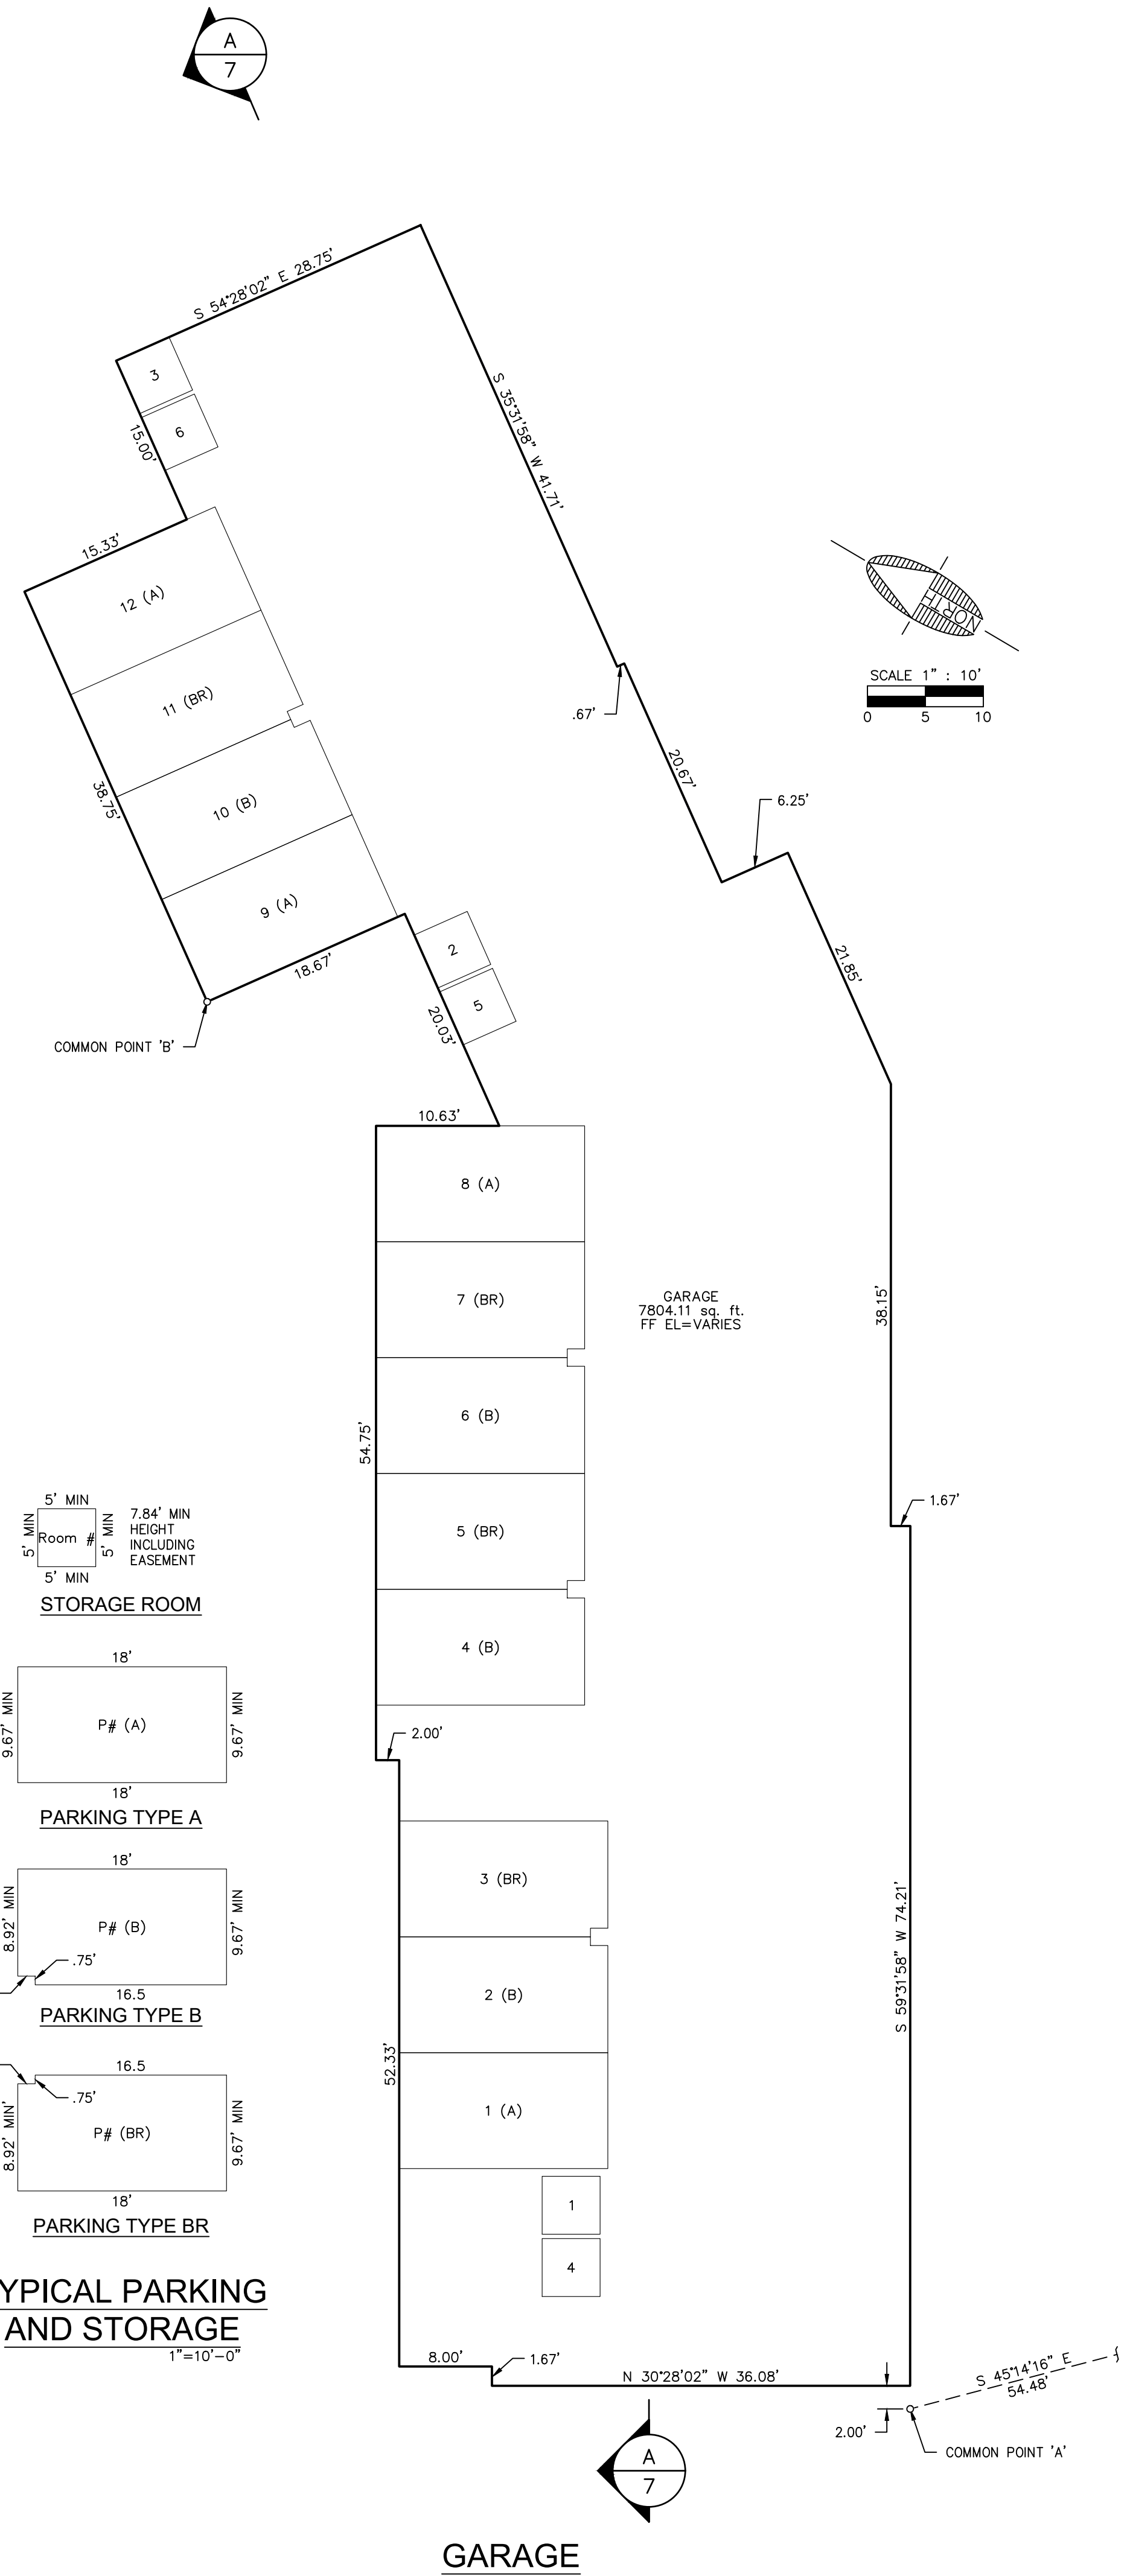 A
7
S 54°28'02" E 28.75'
3
6
15.00'
S 35°31'58" W 41.71'
15.33'
12 (A)
11 (BR)
10 (B)
9 (A)
38.75'
18.67'
COMMON POINT 'B'
2
5
20.03'
.67'
20.67'
6.25'
21.85'
NORTH
SCALE 1" : 10'
0 5 10
10.63'
8 (A)
7 (BR)
6 (B)
5 (BR)
4 (B)
54.75'
GARAGE
7804.11 sq. ft.
FF EL=VARIES
38.15'
1.67'
2.00'
3 (BR)
2 (B)
1 (A)
52.33'
S 59°31'58" W 74.21'
1
4
8.00'
1.67'
N 30°28'02" W 36.08'
S 45°14'16" E
54.48'
2.00'
COMMON POINT 'A'
A
7
GARAGE
5' MIN
5' MIN
Room #
5' MIN
5' MIN
7.84' MIN
HEIGHT
INCLUDING
EASEMENT
STORAGE ROOM
18'
9.67' MIN
P# (A)
9.67' MIN
18'
PARKING TYPE A
18'
8.92' MIN
P# (B)
9.67' MIN
.75'
16.5
PARKING TYPE B
16.5
.75'
8.92' MIN'
P# (BR)
9.67' MIN
18'
PARKING TYPE BR
YPICAL PARKING
AND STORAGE
1"=10'-0"